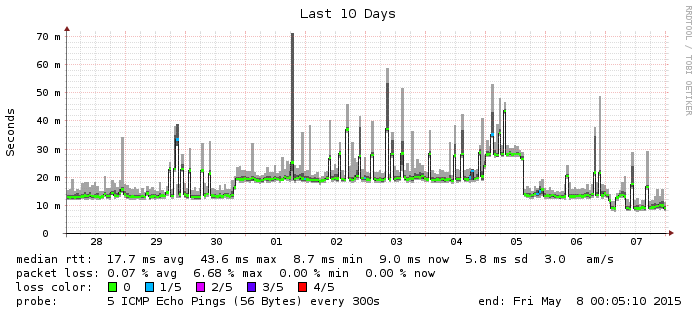 Last 10 Days
RRDTOOL / TOBI OETIKER
Seconds
70 m
60 m
50 m
40 m
30 m
20 m
10 m
0
28 29 30 01 02 03 04 05 06 07
median rtt: 17.7 ms avg 43.6 ms max 8.7 ms min 9.0 ms now 5.8 ms sd 3.0 am/s
packet loss: 0.07 % avg 6.68 % max 0.00 % min 0.00 % now
loss color: 0 1/5 2/5 3/5 4/5
probe: 5 ICMP Echo Pings (56 Bytes) every 300s end: Fri May 8 00:05:10 2015